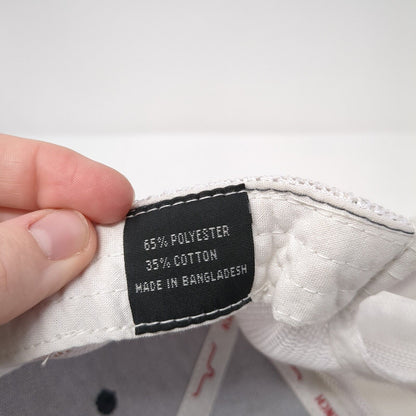 65% POLYESTER
35% COTTON
MADE IN BANGLADESH